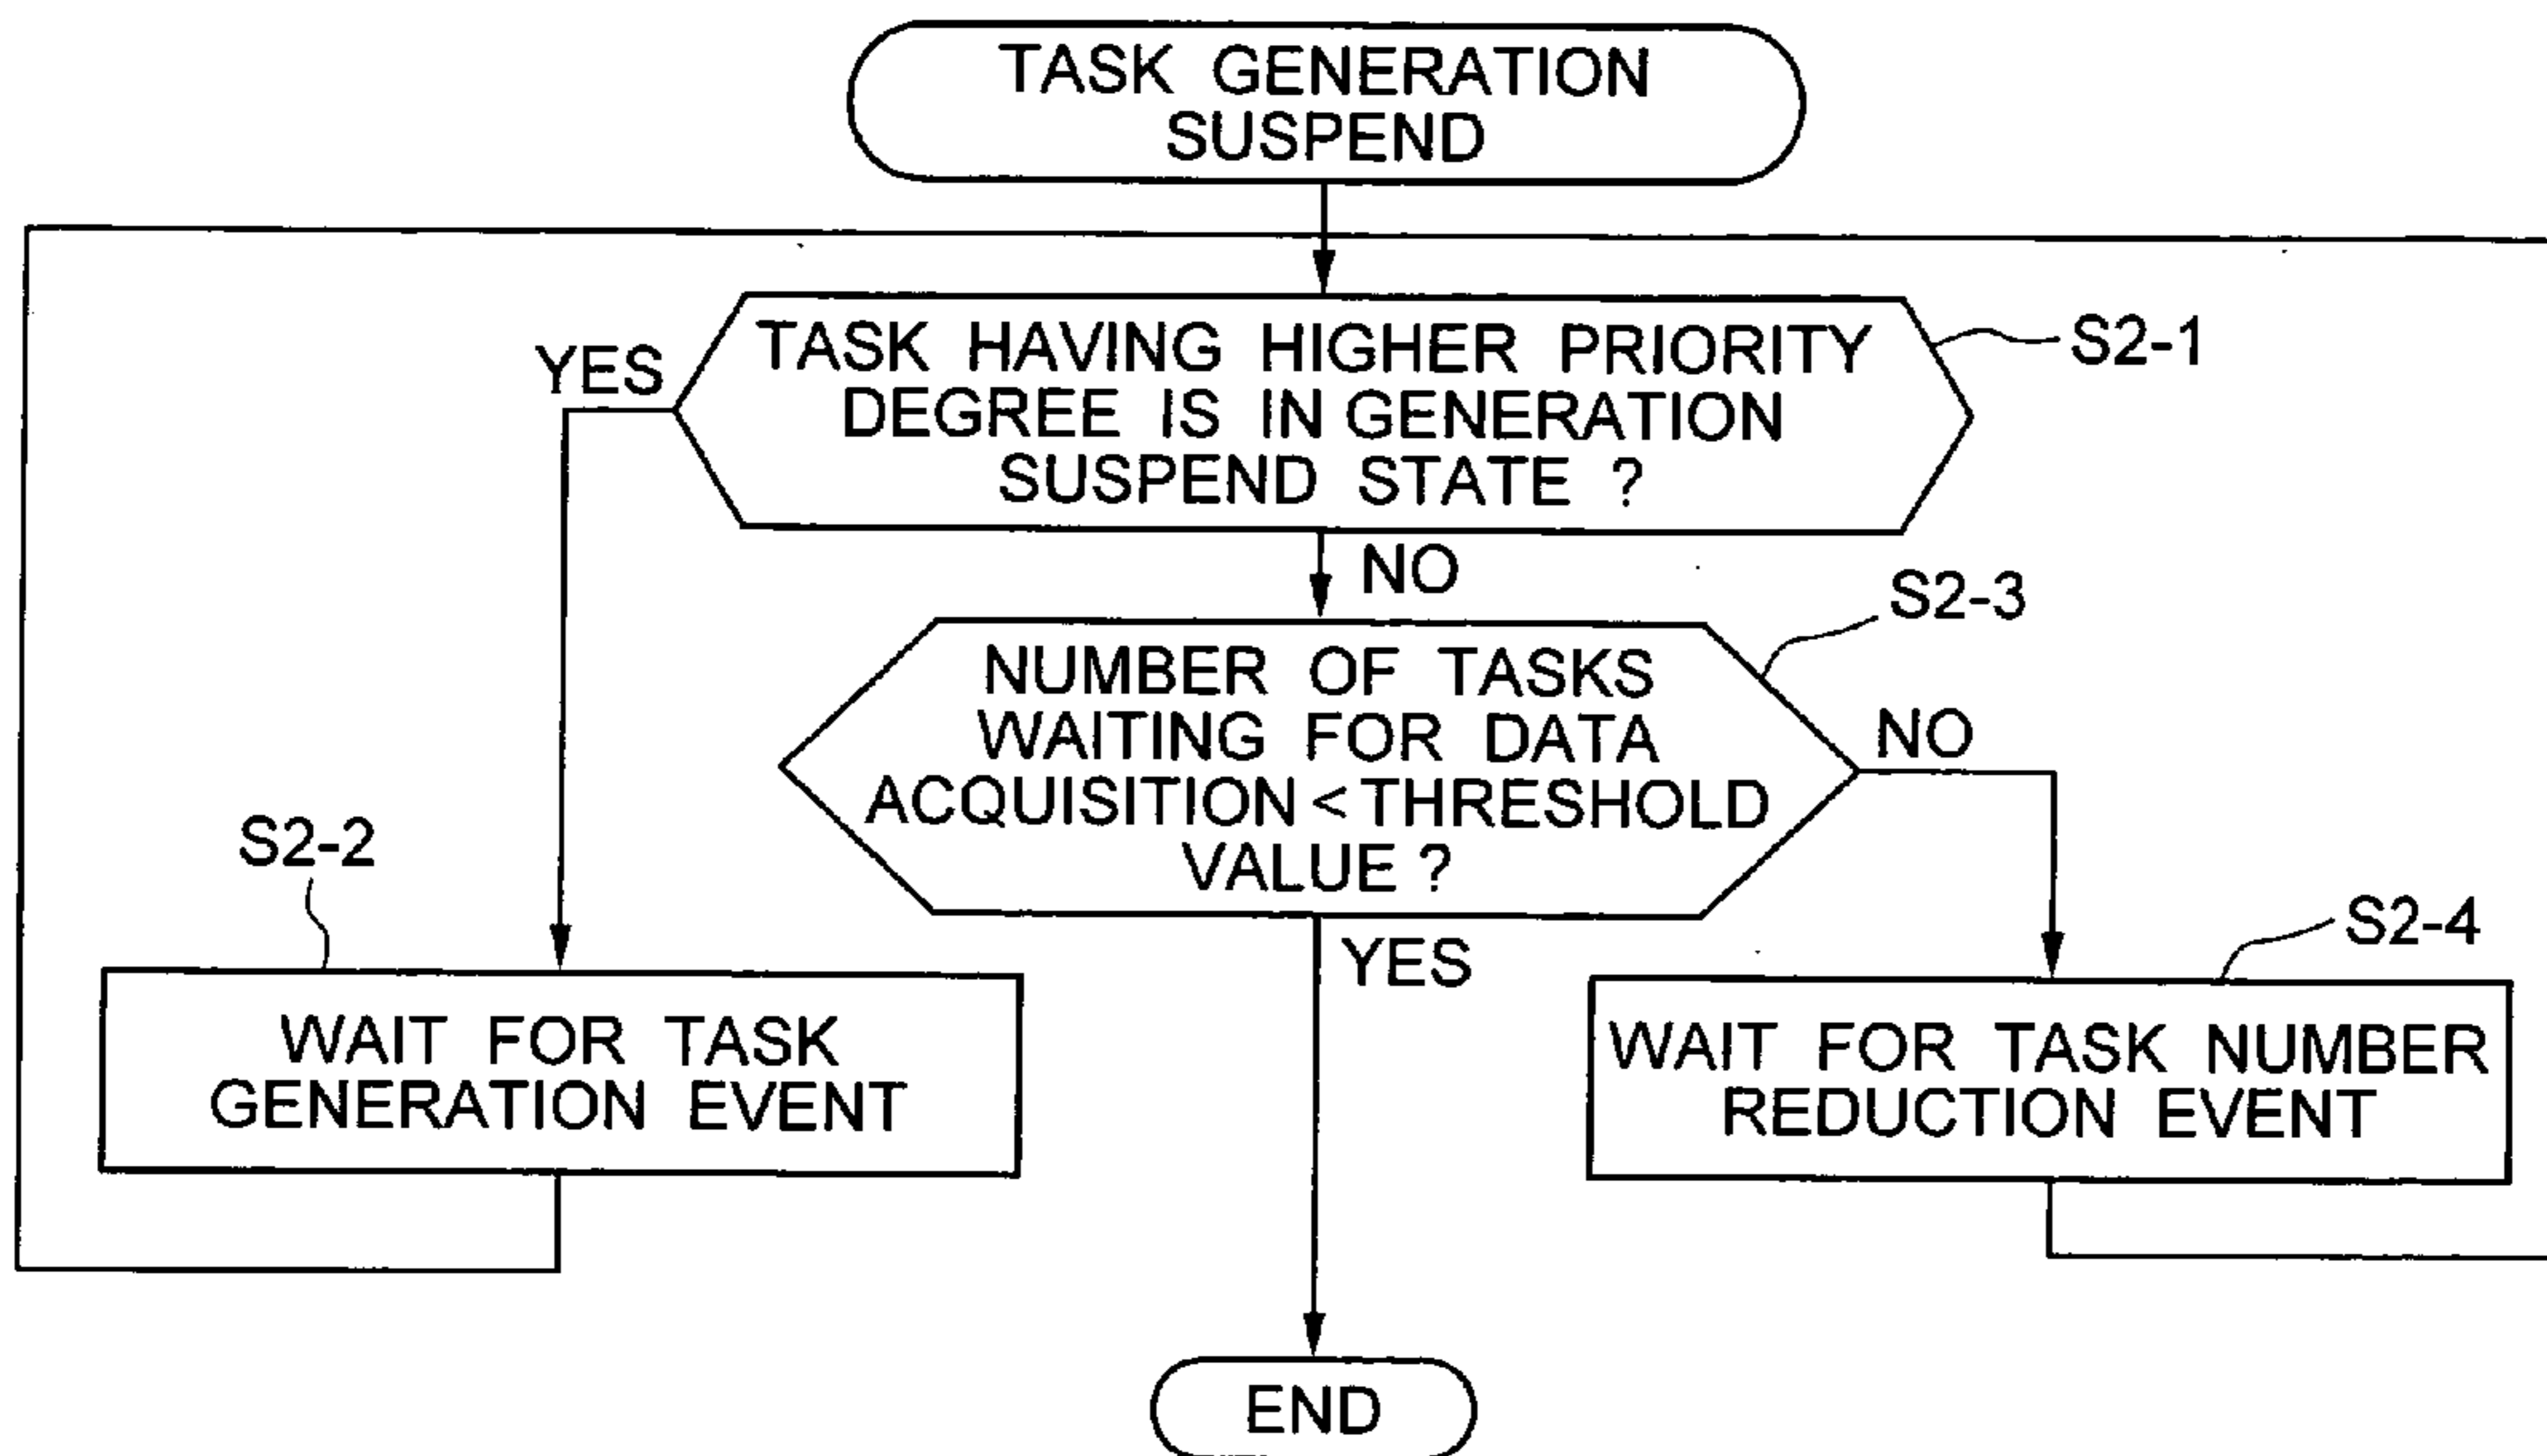 TASK GENERATION
SUSPEND
TASK HAVING HIGHER PRIORITY
DEGREE IS IN GENERATION
SUSPEND STATE ?
S2-1
YES
NO
S2-3
NUMBER OF TASKS
WAITING FOR DATA
ACQUISITION < THRESHOLD
VALUE ?
NO
YES
S2-2
WAIT FOR TASK
GENERATION EVENT
S2-4
WAIT FOR TASK NUMBER
REDUCTION EVENT
END